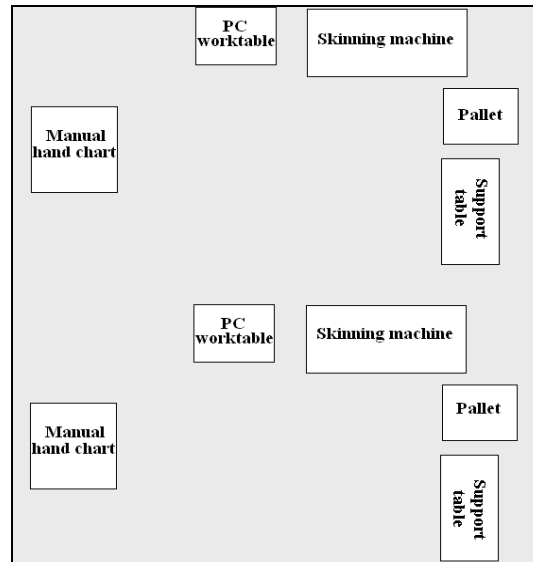 PC
worktable
Skinning machine
Pallet
Manual
hand chart
Support
table
PC
worktable
Skinning machine
Pallet
Manual
hand chart
Support
table